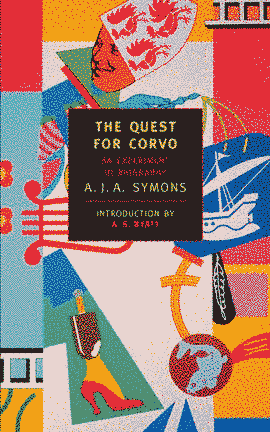 THE QUEST
FOR CORVO
AN EXPERIMENT
IN BIOGRAPHY
A. J. A. SYMONS
INTRODUCTION BY
A. S. BYATT